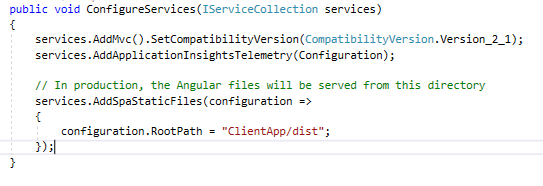 public void ConfigureServices(IServiceCollection services)
{
    services.AddMvc().SetCompatibilityVersion(CompatibilityVersion.Version_2_1);
    services.AddApplicationInsightsTelemetry(Configuration);

    // In production, the Angular files will be served from this directory
    services.AddSpaStaticFiles(configuration =>
    {
        configuration.RootPath = "ClientApp/dist";
    });
}